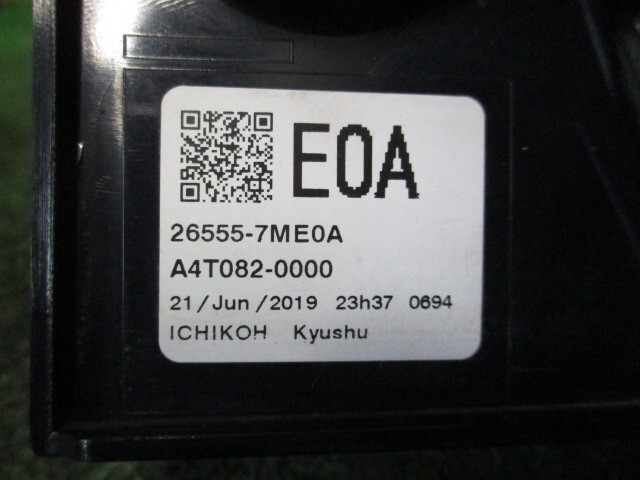 E0A
26555-7ME0A
A4T082-0000
21/Jun/2019 23h37 0694
ICHIKOH Kyushu